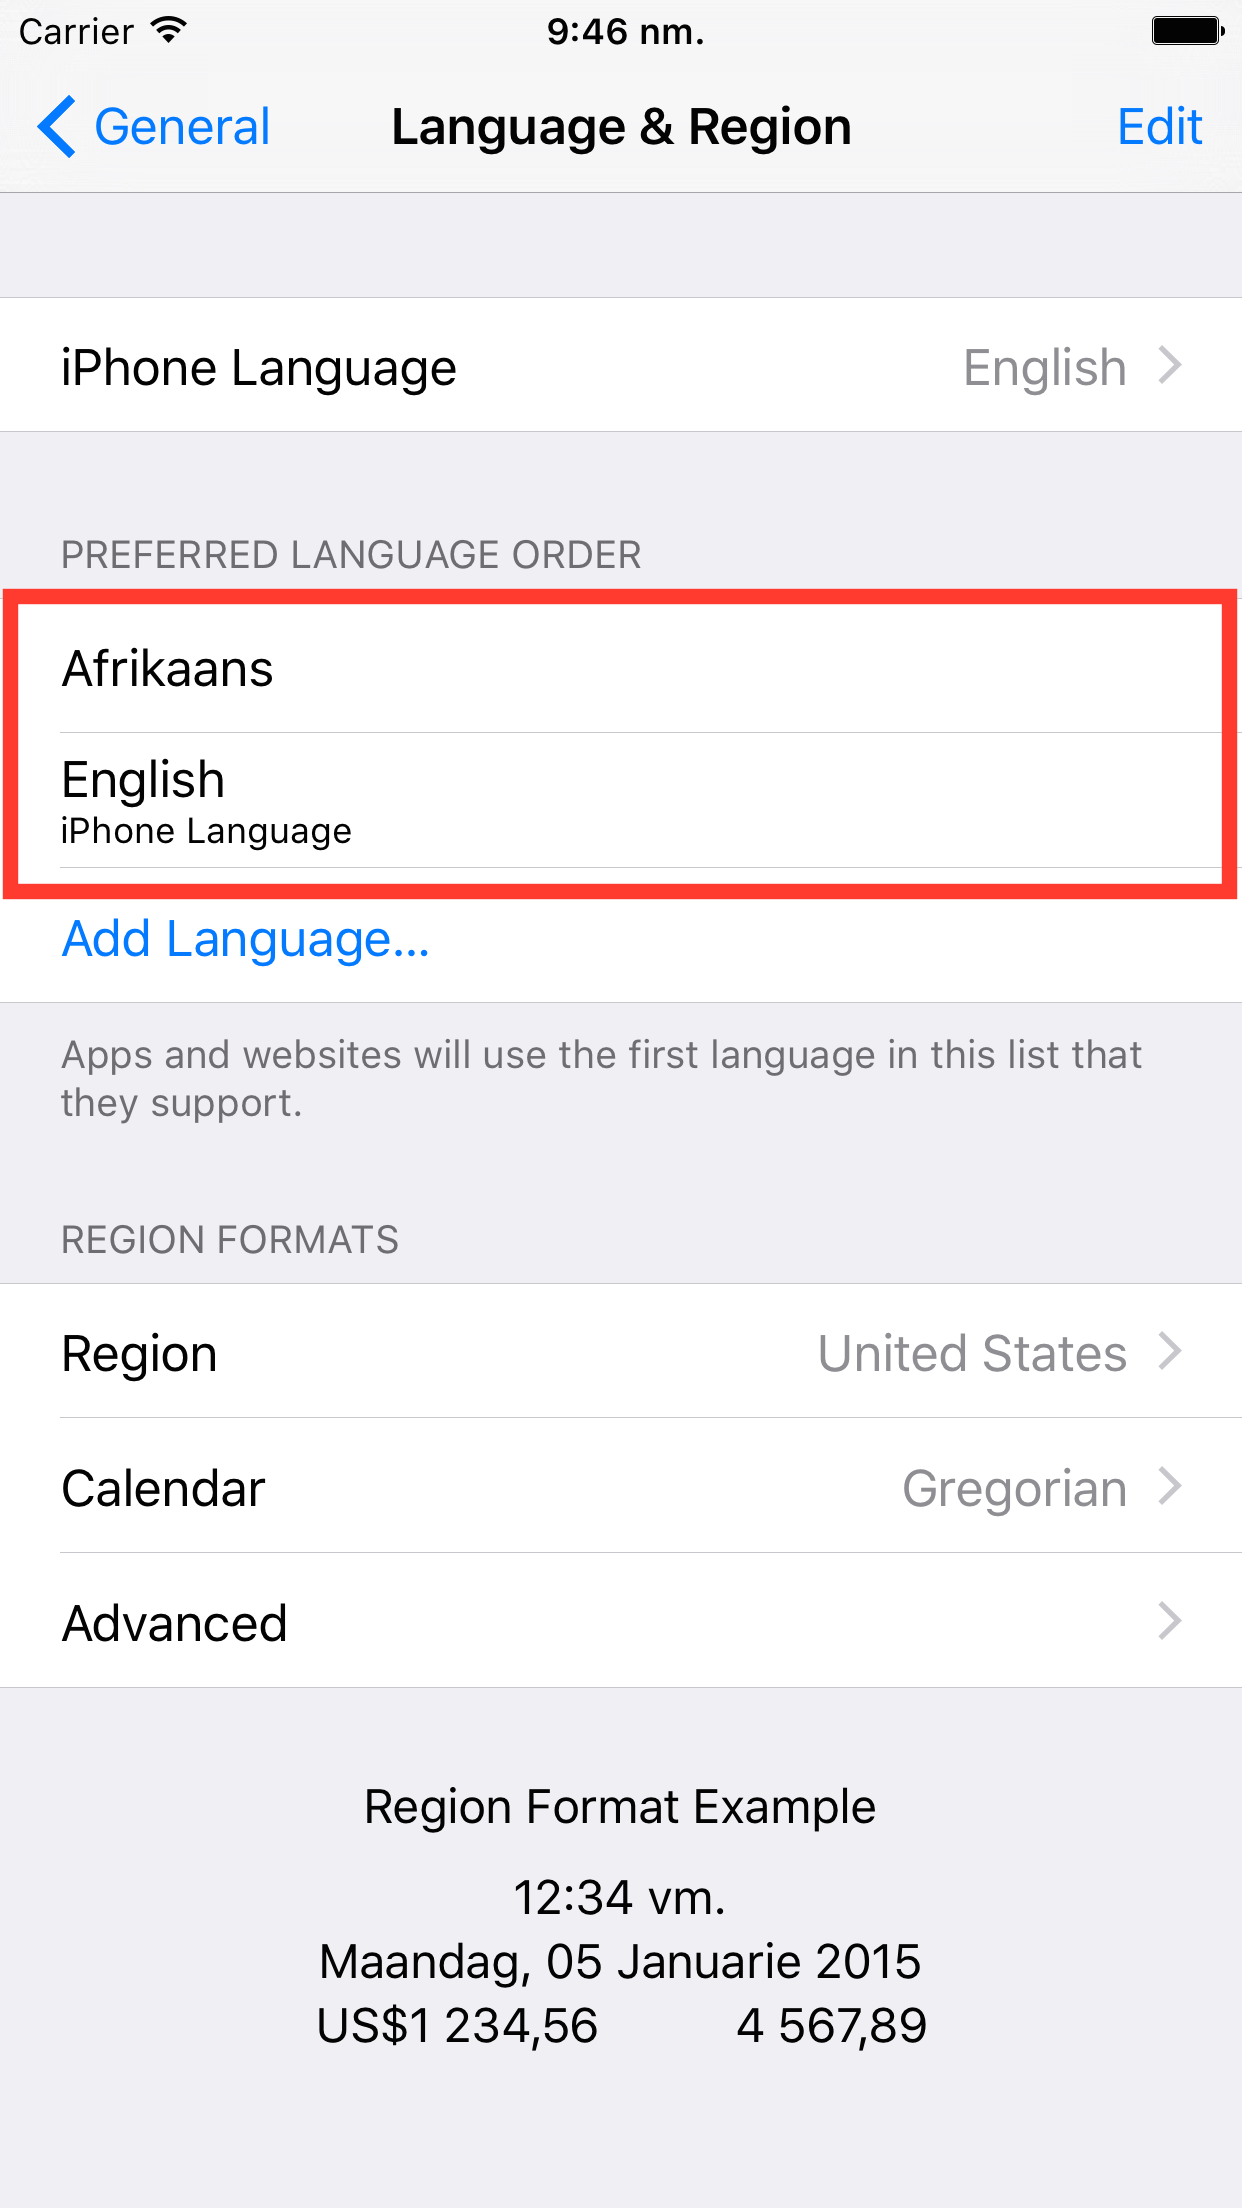 Carrier 9:46 nm.
General Language & Region Edit
iPhone Language English
PREFERRED LANGUAGE ORDER
Afrikaans
English
iPhone Language
Add Language...
Apps and websites will use the first language in this list that
they support.
REGION FORMATS
Region United States
Calendar Gregorian
Advanced
Region Format Example
12:34 vm.
Maandag, 05 Januarie 2015
US$1 234,56 4 567,89